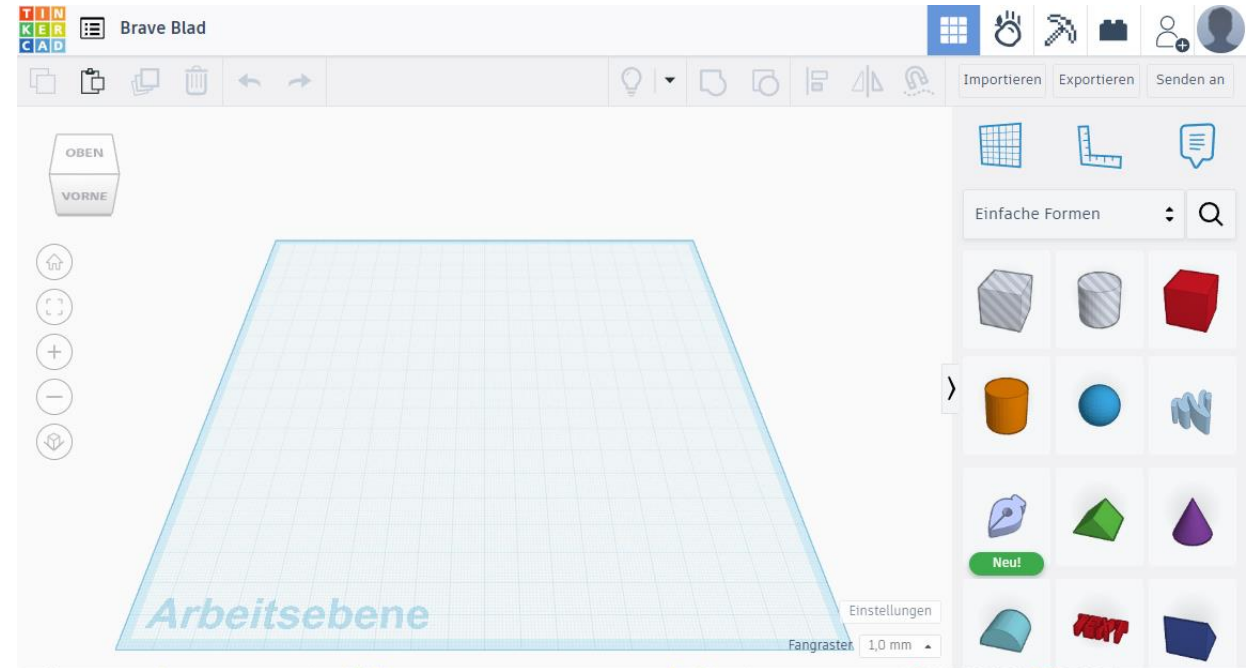 TIN
KER
CAD
Brave Blad
Importieren
Exportieren
Senden an
OBEN
VORNE
Einfache Formen
Neu!
TEXT
Arbeitsebene
Einstellungen
Fangraster 1,0 mm